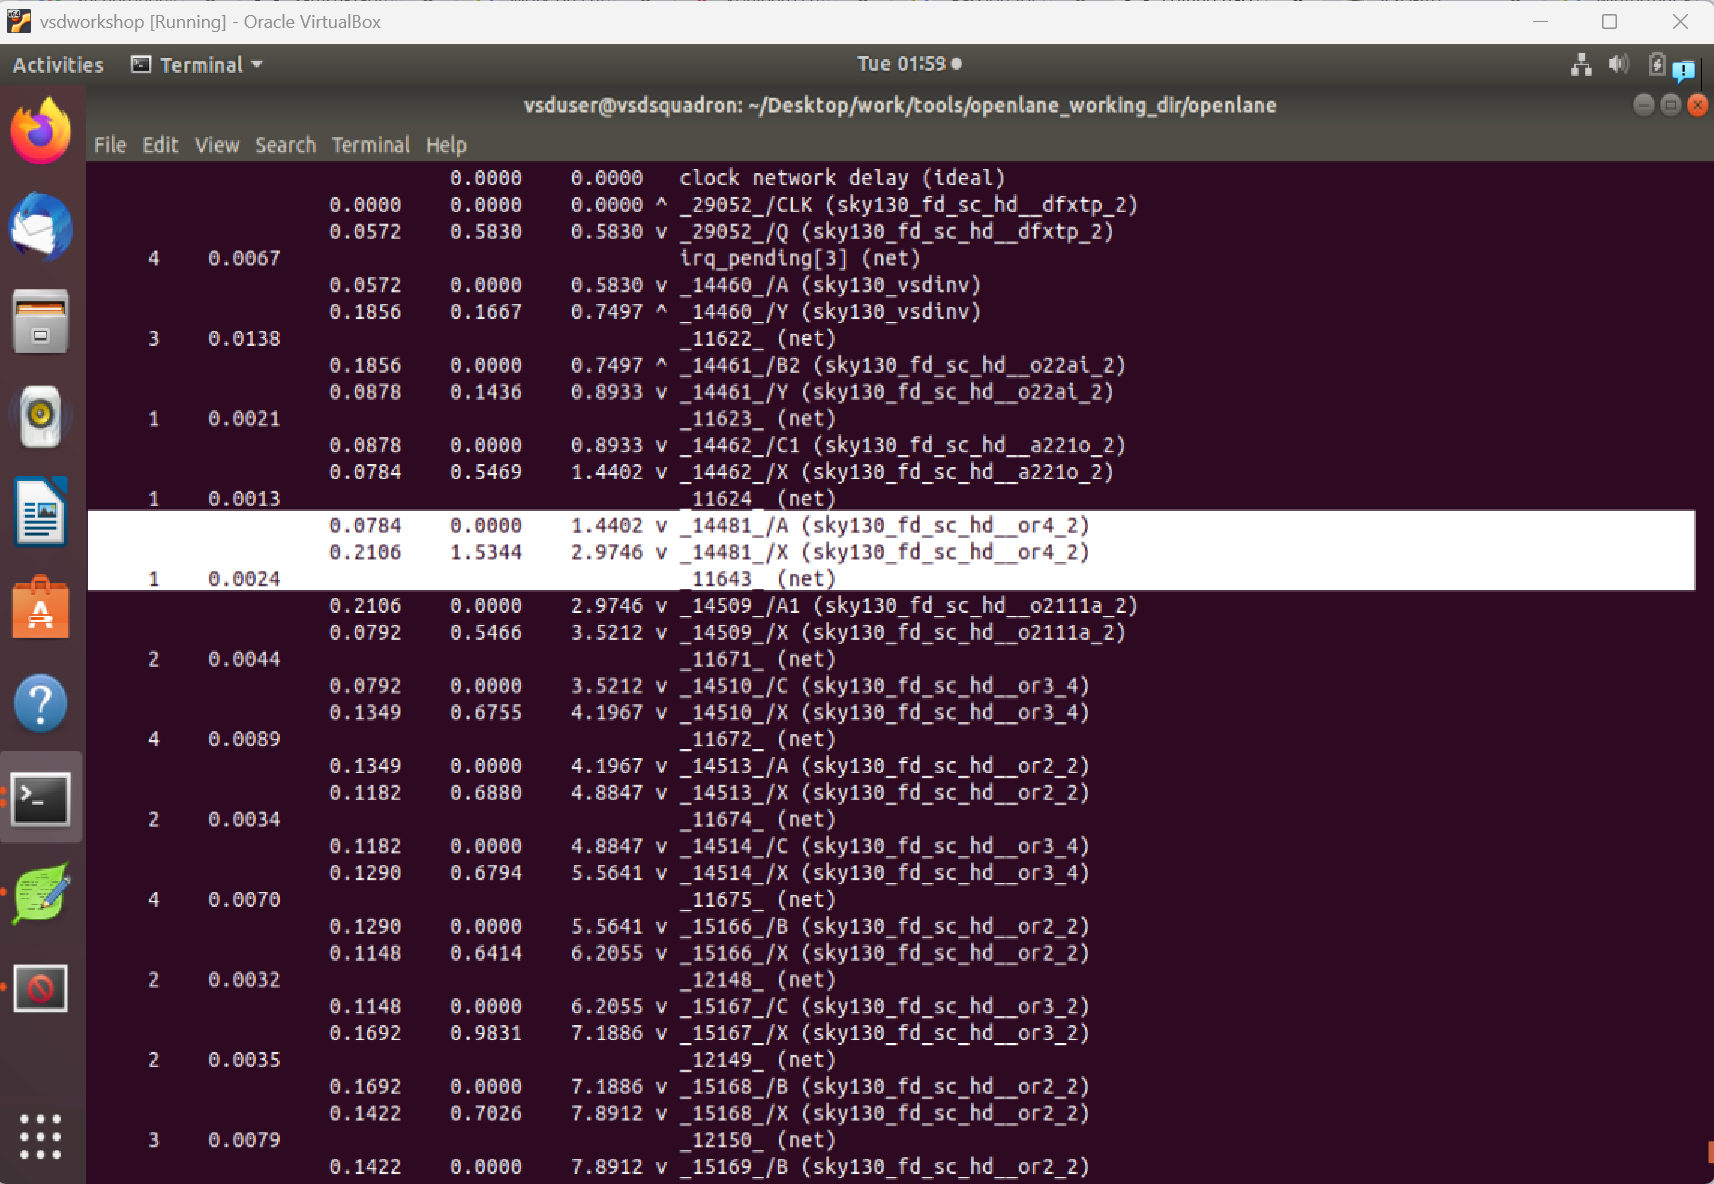 vsdworkshop [Running] - Oracle VirtualBox
Activities Terminal Tue 01:59
vsduser@vsdsquadron: ~/Desktop/work/tools/openlane_working_dir/openlane
File Edit View Search Terminal Help
0.0000 0.0000 clock network delay (ideal)
0.0000 0.0000 0.0000 ^ _29052_/CLK (sky130_fd_sc_hd__dfxtp_2)
0.0572 0.5830 0.5830 v _29052_/Q (sky130_fd_sc_hd__dfxtp_2)
4 0.0067 irq_pending[3] (net)
0.0572 0.0000 0.5830 v _14460_/A (sky130_vsdinv)
0.1856 0.1667 0.7497 ^ _14460_/Y (sky130_vsdinv)
3 0.0138 _11622_ (net)
0.1856 0.0000 0.7497 ^ _14461_/B2 (sky130_fd_sc_hd__o22ai_2)
0.0878 0.1436 0.8933 v _14461_/Y (sky130_fd_sc_hd__o22ai_2)
1 0.0021 _11623_ (net)
0.0878 0.0000 0.8933 v _14462_/C1 (sky130_fd_sc_hd__a221o_2)
0.0784 0.5469 1.4402 v _14462_/X (sky130_fd_sc_hd__a221o_2)
1 0.0013 _11624_ (net)
0.0784 0.0000 1.4402 v _14481_/A (sky130_fd_sc_hd__or4_2)
0.2106 1.5344 2.9746 v _14481_/X (sky130_fd_sc_hd__or4_2)
1 0.0024 _11643_ (net)
0.2106 0.0000 2.9746 v _14509_/A1 (sky130_fd_sc_hd__o2111a_2)
0.0792 0.5466 3.5212 v _14509_/X (sky130_fd_sc_hd__o2111a_2)
2 0.0044 _11671_ (net)
0.0792 0.0000 3.5212 v _14510_/C (sky130_fd_sc_hd__or3_4)
0.1349 0.6755 4.1967 v _14510_/X (sky130_fd_sc_hd__or3_4)
4 0.0089 _11672_ (net)
0.1349 0.0000 4.1967 v _14513_/A (sky130_fd_sc_hd__or2_2)
0.1182 0.6880 4.8847 v _14513_/X (sky130_fd_sc_hd__or2_2)
2 0.0034 _11674_ (net)
0.1182 0.0000 4.8847 v _14514_/C (sky130_fd_sc_hd__or3_4)
0.1290 0.6794 5.5641 v _14514_/X (sky130_fd_sc_hd__or3_4)
4 0.0070 _11675_ (net)
0.1290 0.0000 5.5641 v _15166_/B (sky130_fd_sc_hd__or2_2)
0.1148 0.6414 6.2055 v _15166_/X (sky130_fd_sc_hd__or2_2)
2 0.0032 _12148_ (net)
0.1148 0.0000 6.2055 v _15167_/C (sky130_fd_sc_hd__or3_2)
0.1692 0.9831 7.1886 v _15167_/X (sky130_fd_sc_hd__or3_2)
2 0.0035 _12149_ (net)
0.1692 0.0000 7.1886 v _15168_/B (sky130_fd_sc_hd__or2_2)
0.1422 0.7026 7.8912 v _15168_/X (sky130_fd_sc_hd__or2_2)
3 0.0079 _12150_ (net)
0.1422 0.0000 7.8912 v _15169_/B (sky130_fd_sc_hd__or2_2)